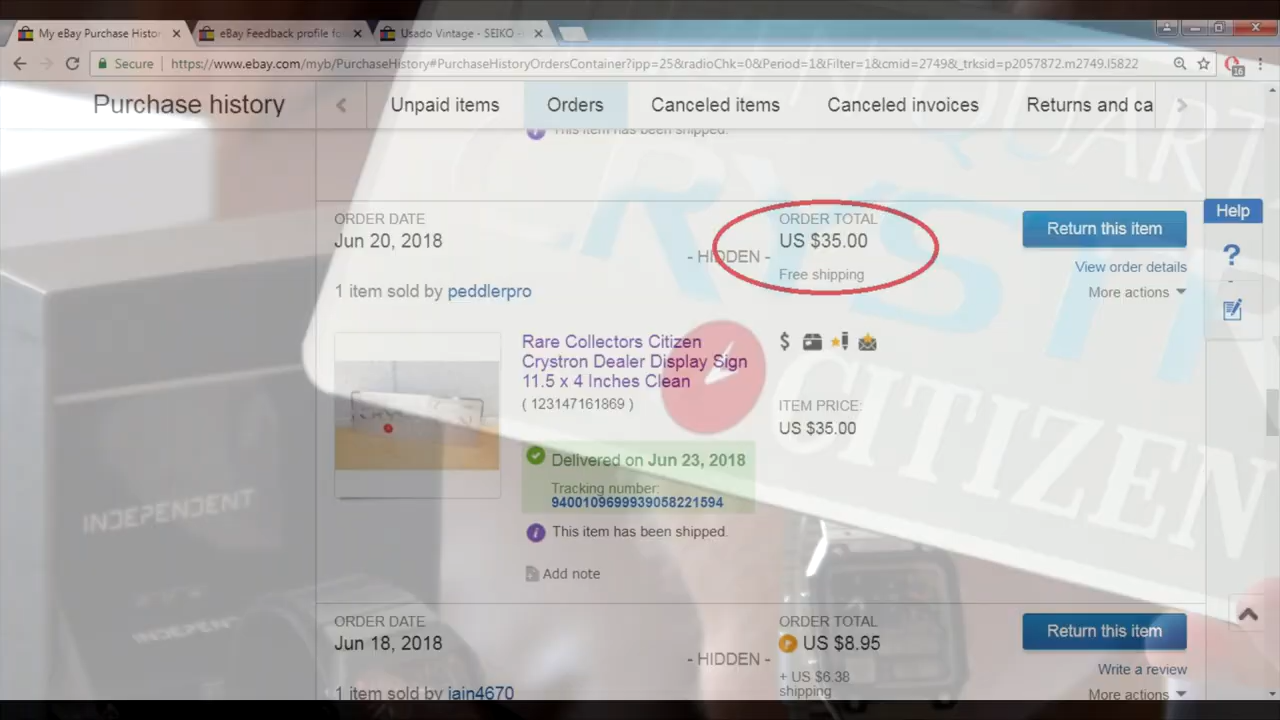 My eBay Purchase Histor
eBay Feedback profile for
Usado Vintage - SEIKO -
Secure
https://www.ebay.com/myb/PurchaseHistory#PurchaseHistoryOrdersContainer?ipp=25&radioChk=0&Period=1&Filter=1&cmid=2749&_trksid=p2057872.m2749.l5822
16
Purchase history
Unpaid items
Orders
Canceled items
Canceled invoices
Returns and ca
This item has been shipped.
ORDER DATE
Jun 20, 2018
- HIDDEN -
ORDER TOTAL
US $35.00
Free shipping
Return this item
View order details
More actions
Help
?
1 item sold by peddlerpro
Rare Collectors Citizen
Crystron Dealer Display Sign
11.5 x 4 Inches Clean
( 123147161869 )
$
ITEM PRICE:
US $35.00
Delivered on Jun 23, 2018
Tracking number:
9400109699939058221594
This item has been shipped.
Add note
ORDER DATE
Jun 18, 2018
- HIDDEN -
ORDER TOTAL
US $8.95
+ US $6.38
shipping
Return this item
Write a review
More actions
1 item sold by iain4670
CITIZEN
INDEPENDENT
INDEPENDENT